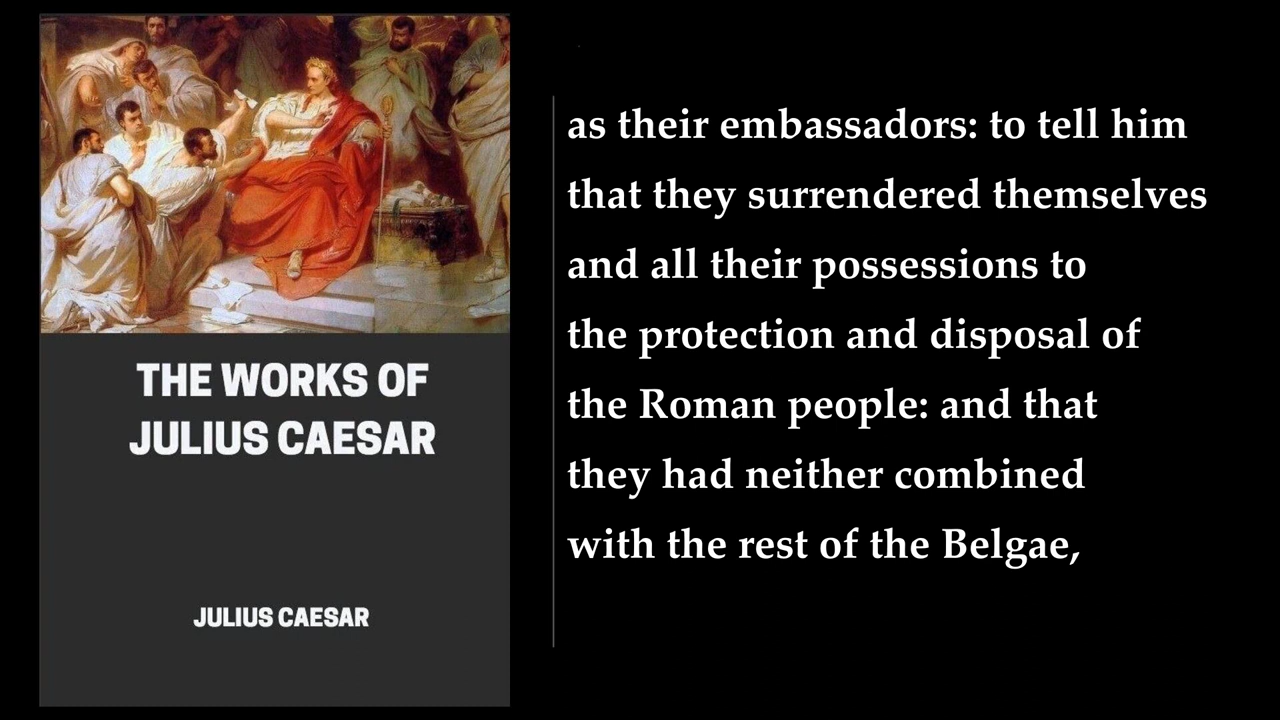 THE WORKS OF
JULIUS CAESAR
JULIUS CAESAR
as their embassadors: to tell him
that they surrendered themselves
and all their possessions to
the protection and disposal of
the Roman people: and that
they had neither combined
with the rest of the Belgae,